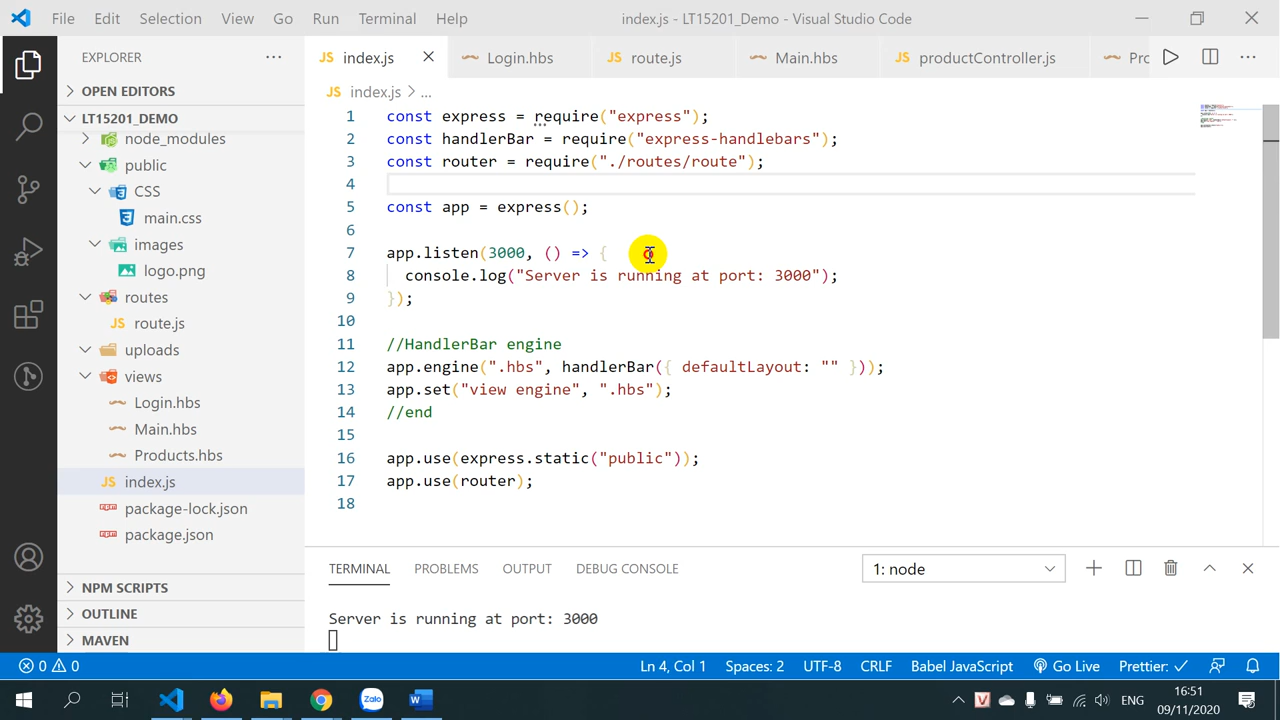 File Edit Selection View Go Run Terminal Help index.js - LT15201_Demo - Visual Studio Code
EXPLORER
OPEN EDITORS
LT15201_DEMO
node_modules
public
CSS
main.css
images
logo.png
routes
route.js
uploads
views
Login.hbs
Main.hbs
Products.hbs
index.js
package-lock.json
package.json
NPM SCRIPTS
OUTLINE
MAVEN
JS index.js Login.hbs JS route.js Main.hbs JS productController.js Prc
JS index.js > ...
1 const express = require("express");
2 const handlerBar = require("express-handlebars");
3 const router = require("./routes/route");
4
5 const app = express();
6
7 app.listen(3000, () => {
8 console.log("Server is running at port: 3000");
9 });
10
11 //HandlerBar engine
12 app.engine(".hbs", handlerBar({ defaultLayout: "" }));
13 app.set("view engine", ".hbs");
14 //end
15
16 app.use(express.static("public"));
17 app.use(router);
18
TERMINAL PROBLEMS OUTPUT DEBUG CONSOLE 1: node
Server is running at port: 3000
0 0 Ln 4, Col 1 Spaces: 2 UTF-8 CRLF Babel JavaScript Go Live Prettier: ✓
Zalo W V ENG 16:51
09/11/2020